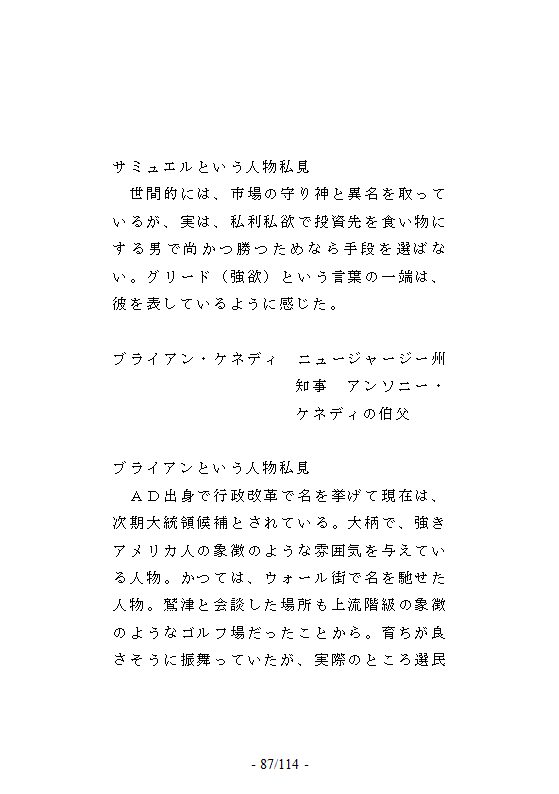 サミュエルという人物私見
　世間的には、市場の守り神と異名を取って
いるが、実は、私利私欲で投資先を食い物に
する男で尚かつ勝つためなら手段を選ばな
い。グリード（強欲）という言葉の一端は、
彼を表しているように感じた。
ブライアン・ケネディ　ニュージャージー州
知事　アンソニー・
ケネディの伯父
ブライアンという人物私見
　ＡＤ出身で行政改革で名を挙げて現在は、
次期大統領候補とされている。大柄で、強き
アメリカ人の象徴のような雰囲気を与えてい
る人物。かつては、ウォール街で名を馳せた
人物。鷲津と会談した場所も上流階級の象徴
のようなゴルフ場だったことから。育ちが良
さそうに振舞っていたが、実際のところ選民
- 87/114 -